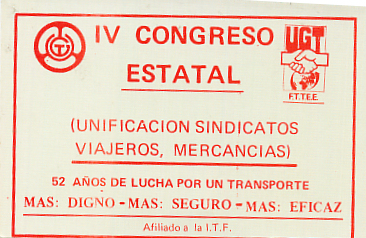 IV CONGRESO
ESTATAL
UGT
F.T.T.E.E.
(UNIFICACION SINDICATOS
VIAJEROS, MERCANCIAS)
52 AÑOS DE LUCHA POR UN TRANSPORTE
MAS: DIGNO - MAS: SEGURO - MAS: EFICAZ
Afiliado a la I.T.F.